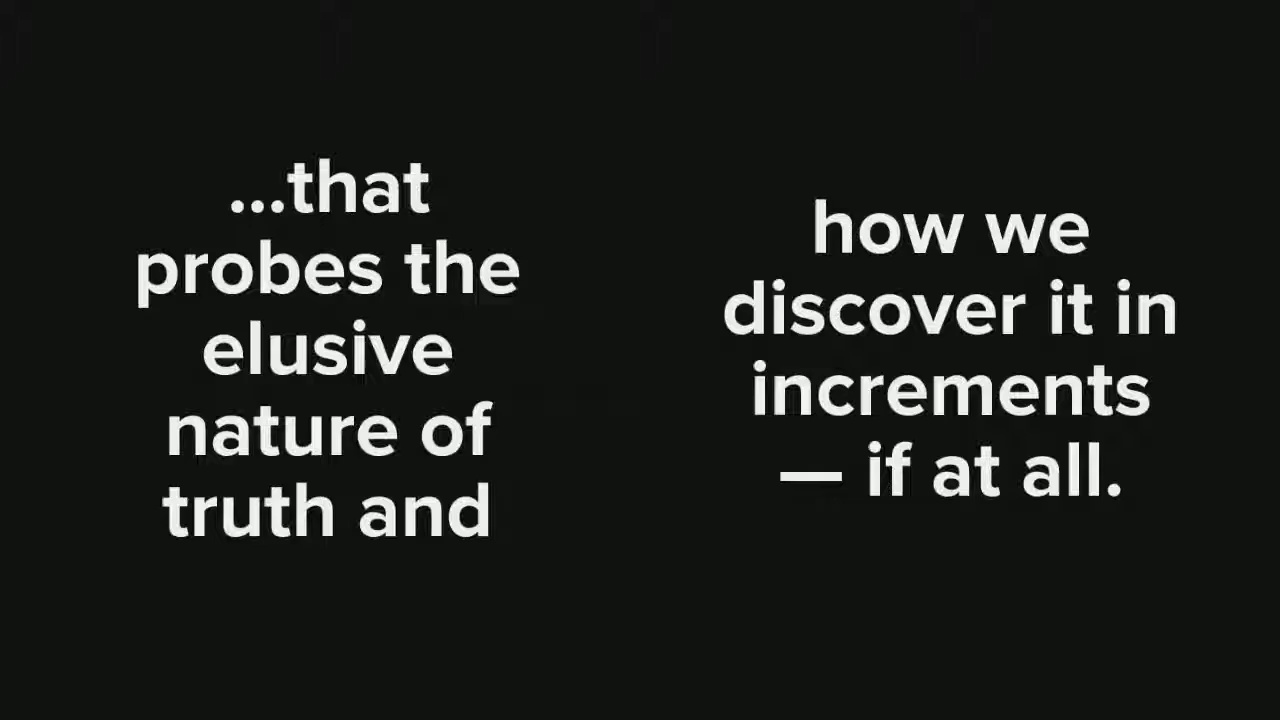 ...that
probes the
elusive
nature of
truth and
how we
discover it in
increments
— if at all.